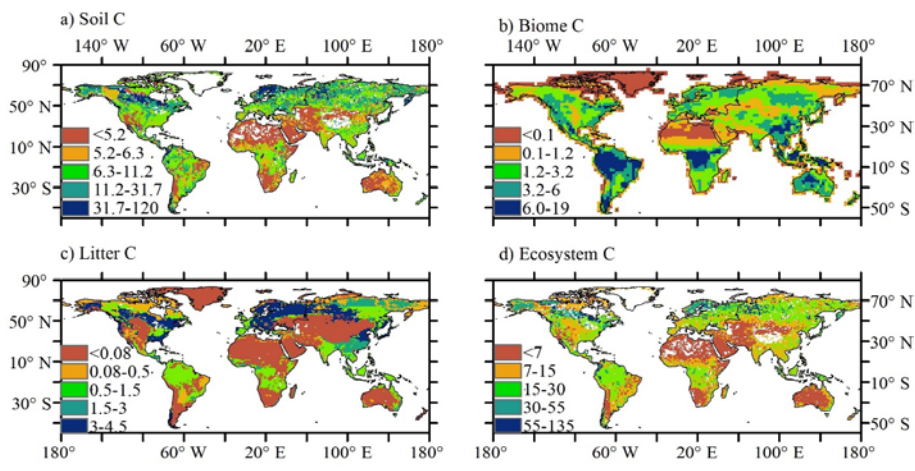 a) Soil C
b) Biome C
140° W 60° W 20° E 100° E 180°
140° W 60° W 20° E 100° E 180°
90°
50° N
10° N
30° S
<5.2
5.2-6.3
6.3-11.2
11.2-31.7
31.7-120
<0.1
0.1-1.2
1.2-3.2
3.2-6
6.0-19
70° N
30° N
10° S
50° S
c) Litter C
d) Ecosystem C
90°
50° N
10° N
30° S
<0.08
0.08-0.5
0.5-1.5
1.5-3
3-4.5
<7
7-15
15-30
30-55
55-135
70° N
30° N
10° S
50° S
180° 60° W 20° E 100° E 180°
180° 60° W 20° E 100° E 180°